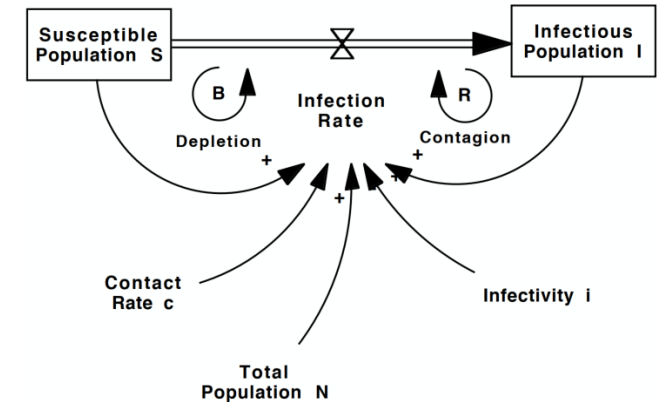 Susceptible
Population S
Infectious
Population I
B
Infection
Rate
R
Depletion
Contagion
+
+
+
+
Contact
Rate c
Infectivity i
Total
Population N